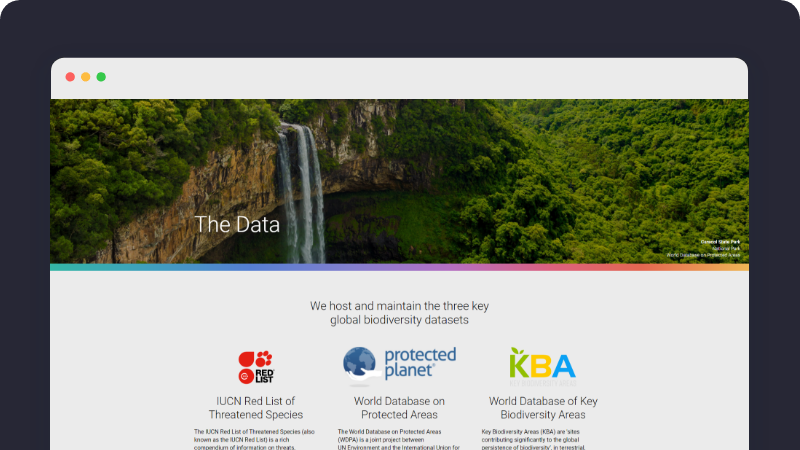 The Data
General State Park
National Park
World Database on Protected Areas
We host and maintain the three key
global biodiversity datasets
RED
LIST
protected
planet®
KBA
KEY BIODIVERSITY AREAS
IUCN Red List of
Threatened Species
World Database on
Protected Areas
World Database of Key
Biodiversity Areas
The IUCN Red List of Threatened Species (also
known as the IUCN Red List) is a rich
compendium of information on threats,
The World Database on Protected Areas
(WDPA) is a joint project between
UN Environment and the International Union for
Key Biodiversity Areas (KBA) are 'sites
contributing significantly to the global
persistence of biodiversity', in terrestrial,